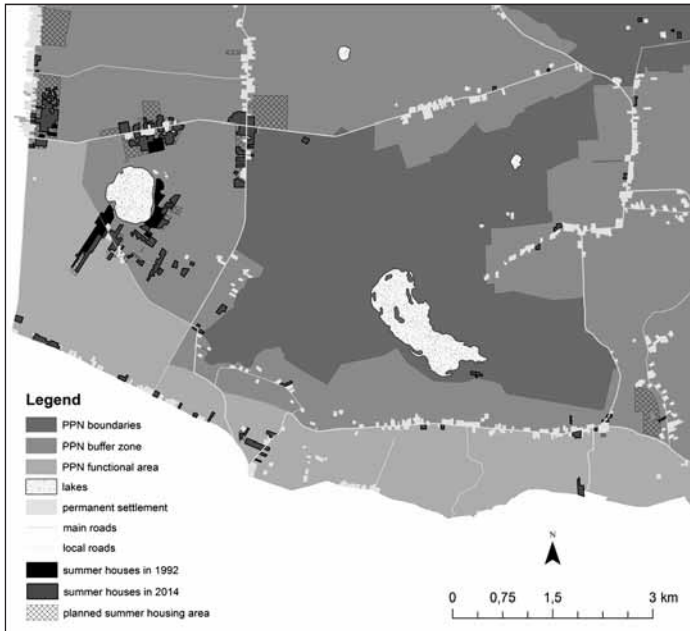 Legend
PPN boundaries
PPN buffer zone
PPN functional area
lakes
permanent settlement
main roads
local roads
summer houses in 1992
summer houses in 2014
planned summer housing area
N
0 0,75 1,5 3 km